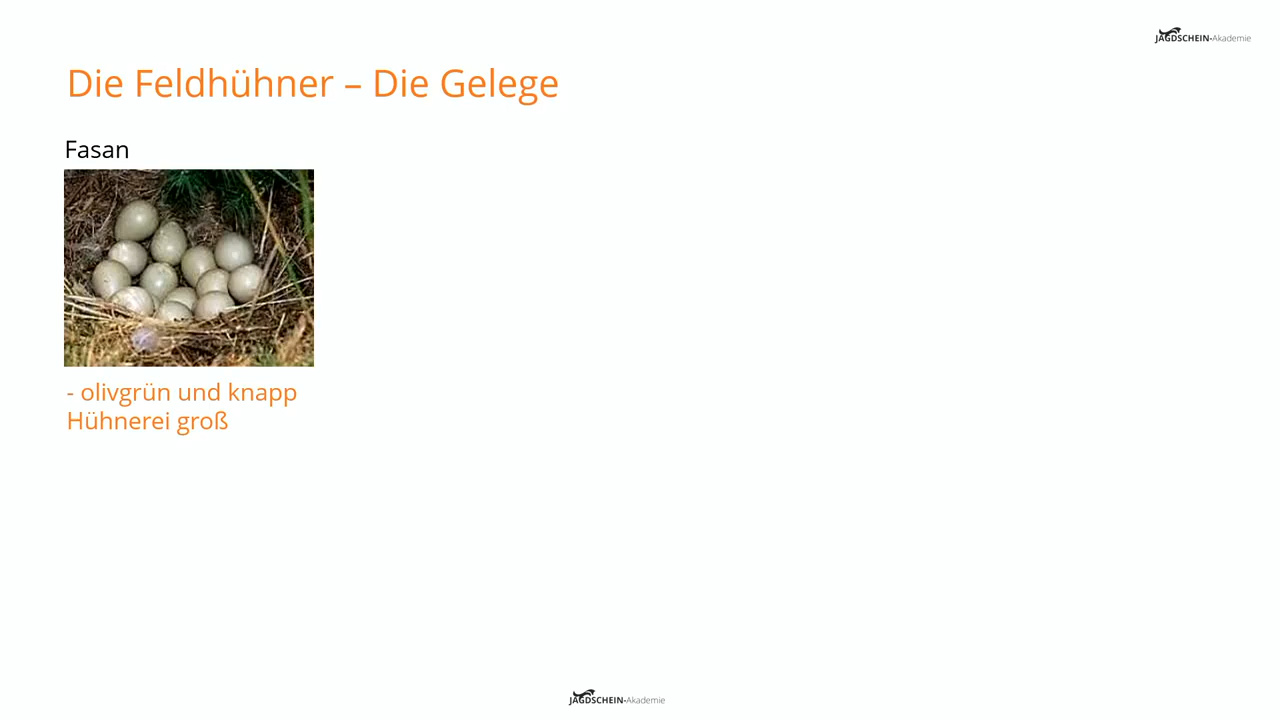 JAGDSCHEIN-Akademie
Die Feldhühner – Die Gelege
Fasan
- olivgrün und knapp
Hühnerei groß
JAGDSCHEIN-Akademie